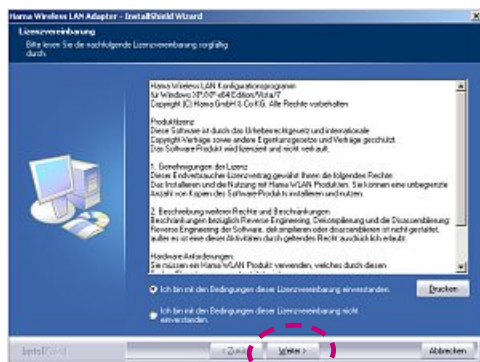 Hama Wireless LAN Adapter - InstallShield Wizard
Lizenzvereinbarung
Bitte lesen Sie die nachfolgende Lizenzvereinbarung sorgfältig
durch.
Hama Wireless LAN Konfigurationsprogramm
für Windows XP/XP-x64 Edition/Vista/7
Copyright (C) Hama GmbH & Co KG. Alle Rechte vorbehalten
Produktlizenz
Diese Software ist durch das Urheberrechtgesetz und internationale
Copyright-Verträge sowie andere Eigentumsgesetze und Verträge geschützt.
Das Software-Produkt wird lizenziert und nicht verkauft.
1. Genehmigungen der Lizenz
Dieser Endverbraucher-Lizenzvertrag gewährt Ihnen die folgenden Rechte:
Das Installieren und die Nutzung mit Hama WLAN Produkten. Sie können eine unbegrenzte
Anzahl von Kopien des Software-Produkts installieren und nutzen.
2. Beschreibung weiterer Rechte und Beschränkungen
Beschränkungen bezüglich Reverse Engineering, Dekompilierung und die Disassemblierung:
Reverse Engineering der Software, dekompilieren oder disassemblieren ist nicht gestattet,
außer es ist eine dieser Aktivitäten durch geltendes Recht ausdrücklich erlaubt.
Hardware Anforderungen:
Sie müssen ein Hama WLAN Produkt verwenden, welches durch diesen
Ich bin mit den Bedingungen dieser Lizenzvereinbarung einverstanden.
Drucken
Ich bin mit den Bedingungen dieser Lizenzvereinbarung nicht
einverstanden.
InstallShield
< Zurück
Weiter >
Abbrechen